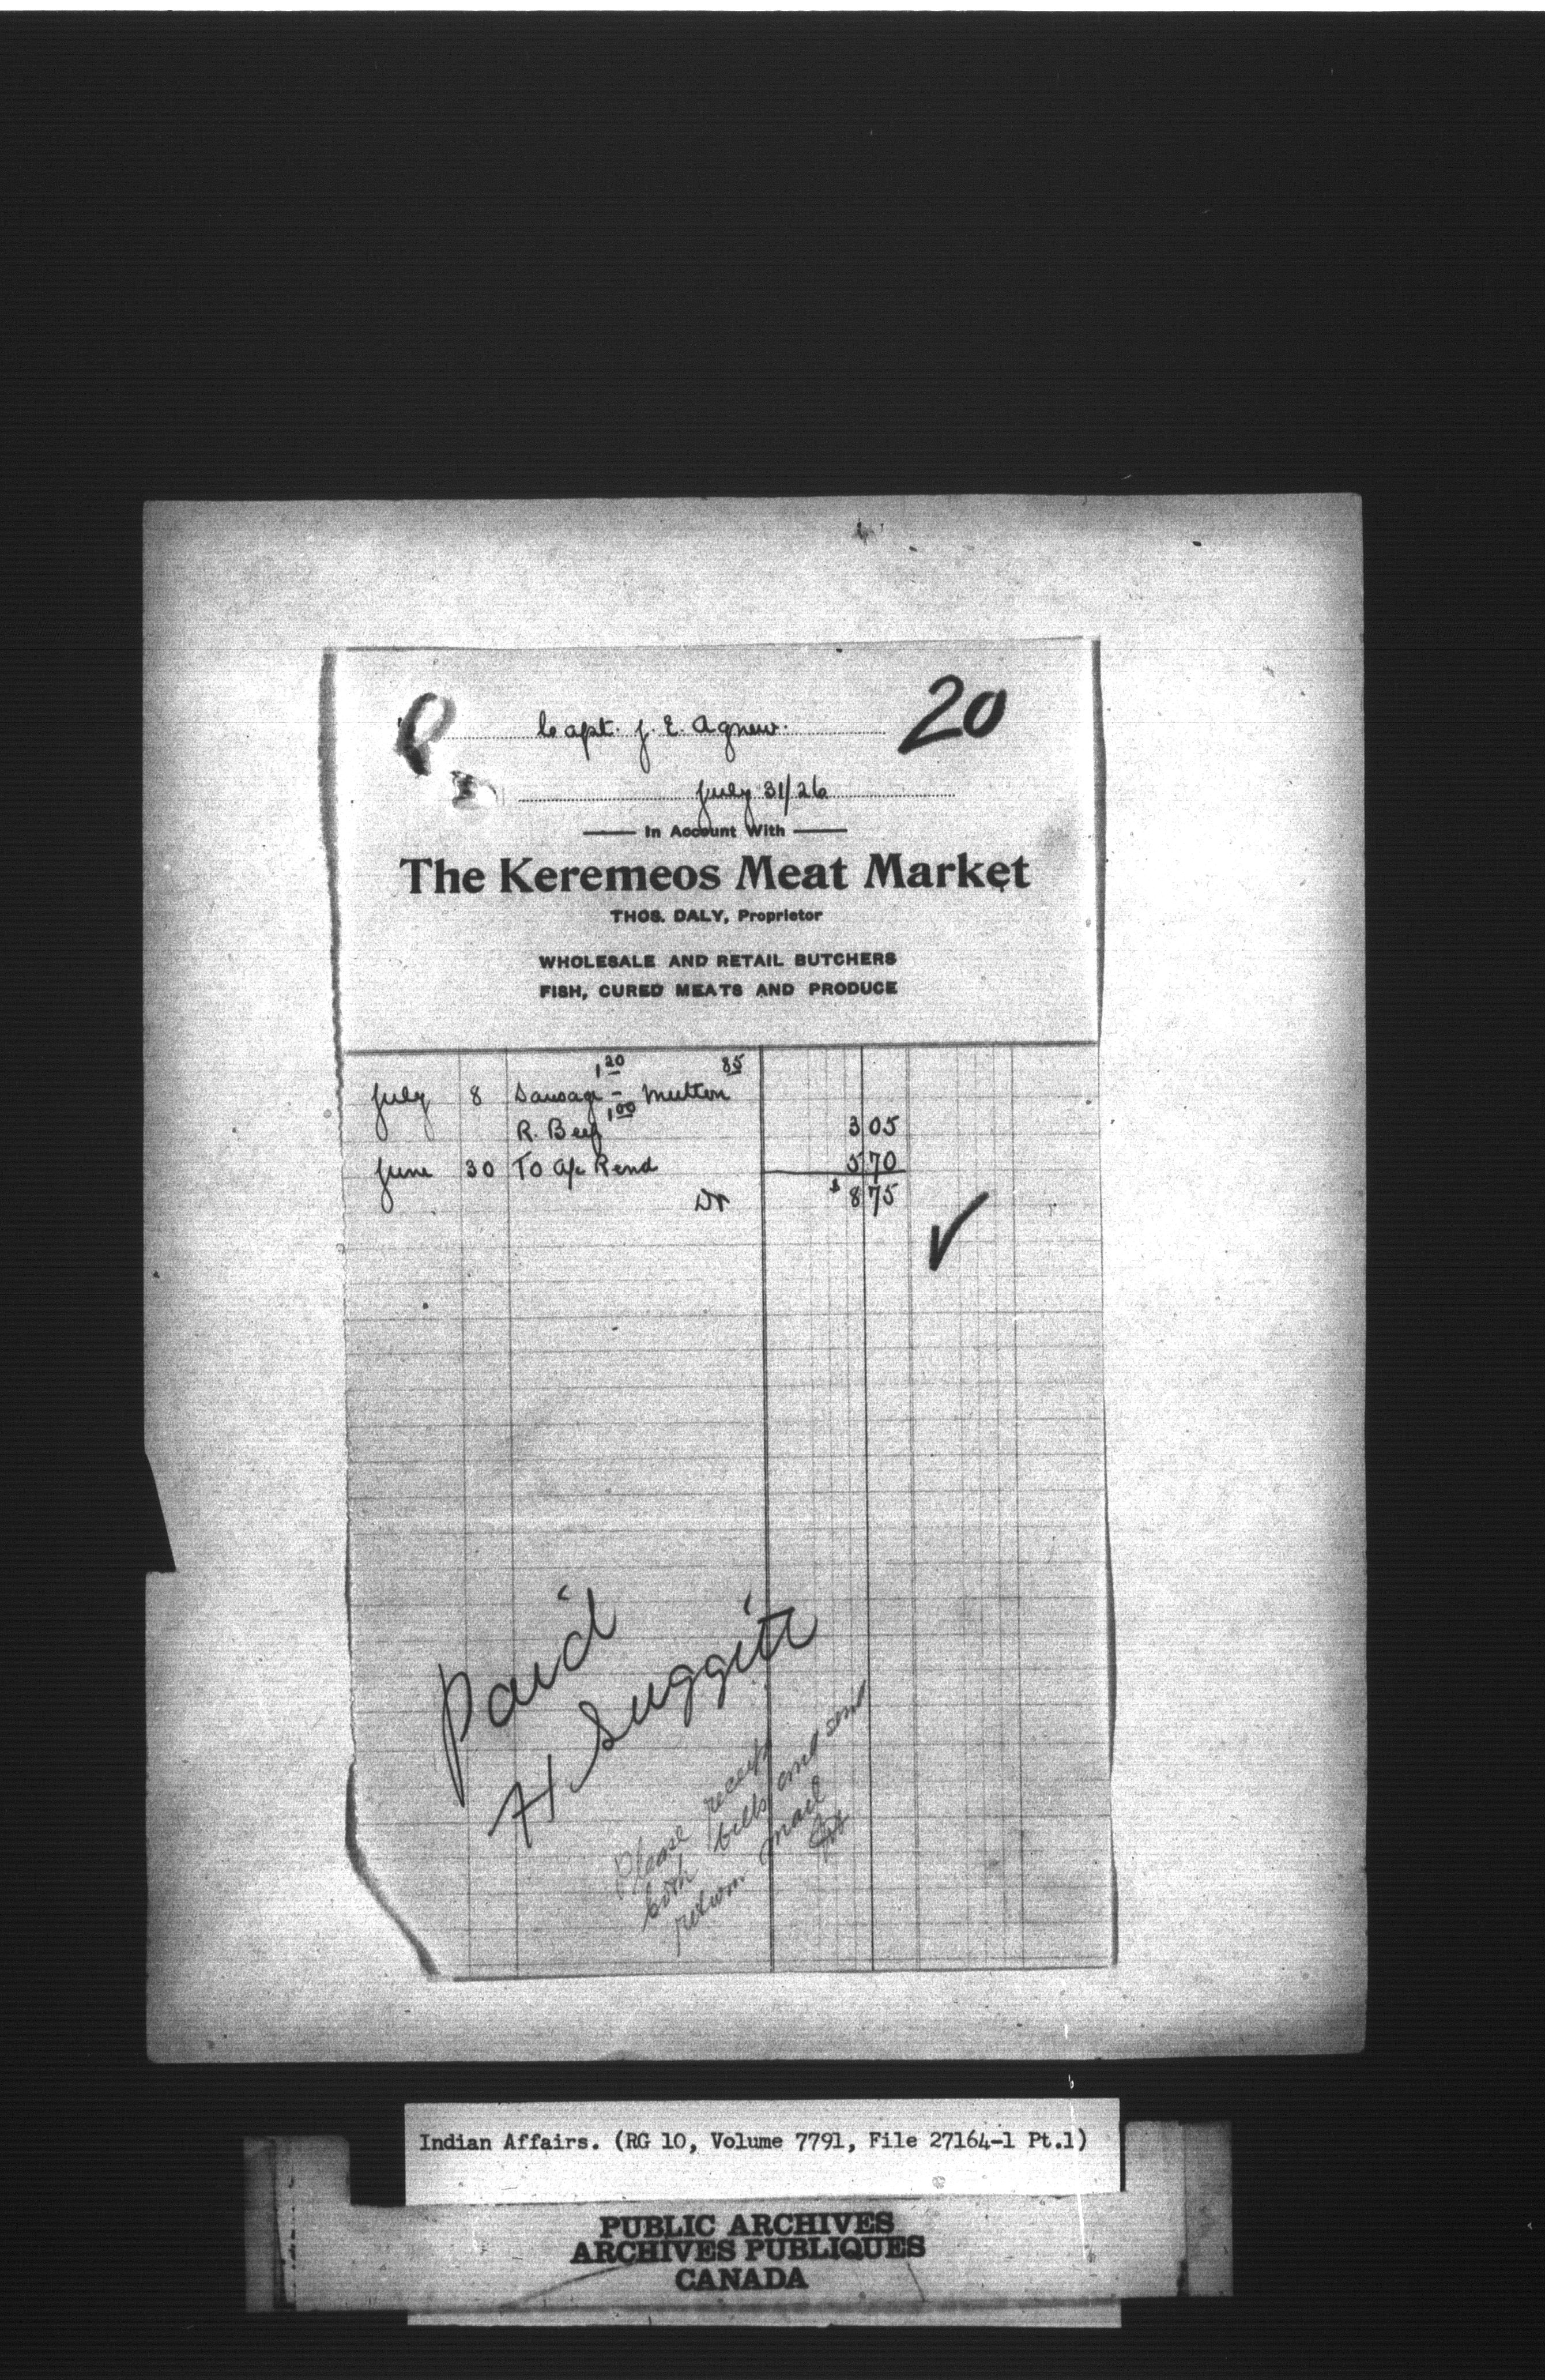 20
Capt. J. E. Agnew.
July 31/26
In Account With
The Keremeos Meat Market
THOS. DALY, Proprietor
WHOLESALE AND RETAIL BUTCHERS
FISH, CURED MEATS AND PRODUCE
1 20 85
July 8 Sausage - Mutton
1 00
R. Beef 3 05
June 30 To a/c Rend 5 70
Dr $ 8 75
Paid
H. Suggitt
Please receipt
both bills and send
return mail
Indian Affairs. (RG 10, Volume 7791, File 27164-1 Pt.1)
PUBLIC ARCHIVES
ARCHIVES PUBLIQUES
CANADA